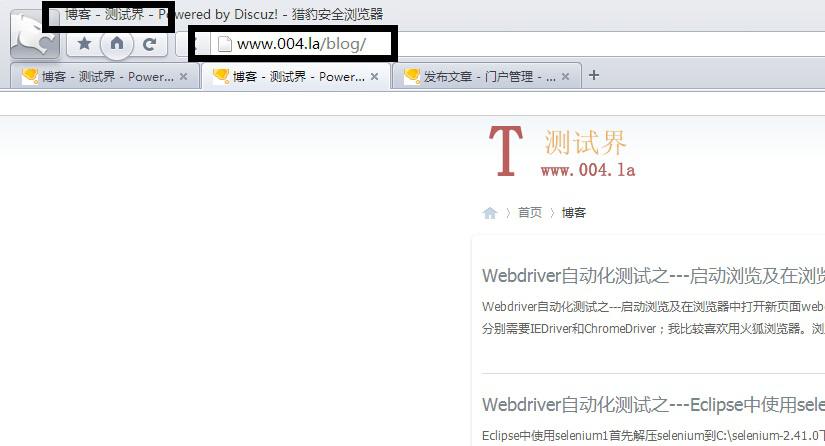 博客 - 测试界 - Powered by Discuz! - 猎豹安全浏览器
www.004.la/blog/
博客 - 测试界 - Power... × 博客 - 测试界 - Power... × 发布文章 - 门户管理 - ... × +
T 测试界
www.004.la
首页 > 博客
Webdriver自动化测试之---启动浏览及在浏
Webdriver自动化测试之---启动浏览及在浏览器中打开新页面web
分别需要IEDriver和ChromeDriver；我比较喜欢用火狐浏览器。浏
Webdriver自动化测试之---Eclipse中使用sele
Eclipse中使用selenium1首先解压selenium到C:\selenium-2.41.0下